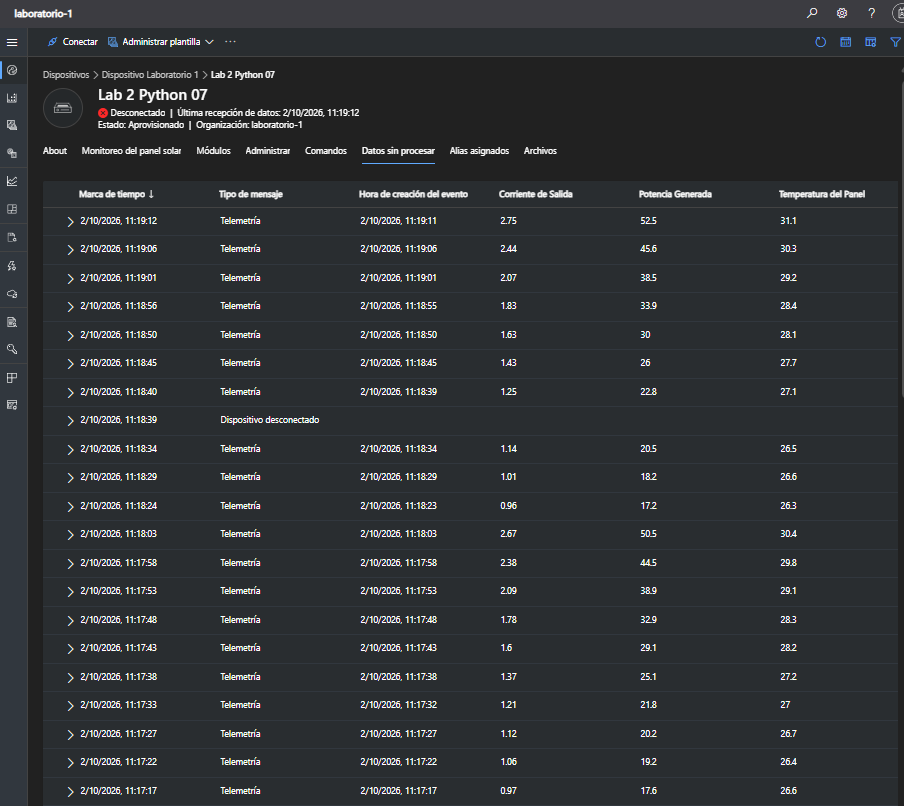 laboratorio-1
Conectar Administrar plantilla ···
Dispositivos > Dispositivo Laboratorio 1 > Lab 2 Python 07
Lab 2 Python 07
Desconectado | Última recepción de datos: 2/10/2026, 11:19:12
Estado: Aprovisionado | Organización: laboratorio-1
About Monitoreo del panel solar Módulos Administrar Comandos Datos sin procesar Alias asignados Archivos
Marca de tiempo ↓ Tipo de mensaje Hora de creación del evento Corriente de Salida Potencia Generada Temperatura del Panel
2/10/2026, 11:19:12 Telemetría 2/10/2026, 11:19:11 2.75 52.5 31.1
2/10/2026, 11:19:06 Telemetría 2/10/2026, 11:19:06 2.44 45.6 30.3
2/10/2026, 11:19:01 Telemetría 2/10/2026, 11:19:01 2.07 38.5 29.2
2/10/2026, 11:18:56 Telemetría 2/10/2026, 11:18:55 1.83 33.9 28.4
2/10/2026, 11:18:50 Telemetría 2/10/2026, 11:18:50 1.63 30 28.1
2/10/2026, 11:18:45 Telemetría 2/10/2026, 11:18:45 1.43 26 27.7
2/10/2026, 11:18:40 Telemetría 2/10/2026, 11:18:39 1.25 22.8 27.1
2/10/2026, 11:18:39 Dispositivo desconectado
2/10/2026, 11:18:34 Telemetría 2/10/2026, 11:18:34 1.14 20.5 26.5
2/10/2026, 11:18:29 Telemetría 2/10/2026, 11:18:29 1.01 18.2 26.6
2/10/2026, 11:18:24 Telemetría 2/10/2026, 11:18:23 0.96 17.2 26.3
2/10/2026, 11:18:03 Telemetría 2/10/2026, 11:18:03 2.67 50.5 30.4
2/10/2026, 11:17:58 Telemetría 2/10/2026, 11:17:58 2.38 44.5 29.8
2/10/2026, 11:17:53 Telemetría 2/10/2026, 11:17:53 2.09 38.9 29.1
2/10/2026, 11:17:48 Telemetría 2/10/2026, 11:17:48 1.78 32.9 28.3
2/10/2026, 11:17:43 Telemetría 2/10/2026, 11:17:43 1.6 29.1 28.2
2/10/2026, 11:17:38 Telemetría 2/10/2026, 11:17:38 1.37 25.1 27.2
2/10/2026, 11:17:33 Telemetría 2/10/2026, 11:17:32 1.21 21.8 27
2/10/2026, 11:17:27 Telemetría 2/10/2026, 11:17:27 1.12 20.2 26.7
2/10/2026, 11:17:22 Telemetría 2/10/2026, 11:17:22 1.06 19.2 26.4
2/10/2026, 11:17:17 Telemetría 2/10/2026, 11:17:17 0.97 17.6 26.6